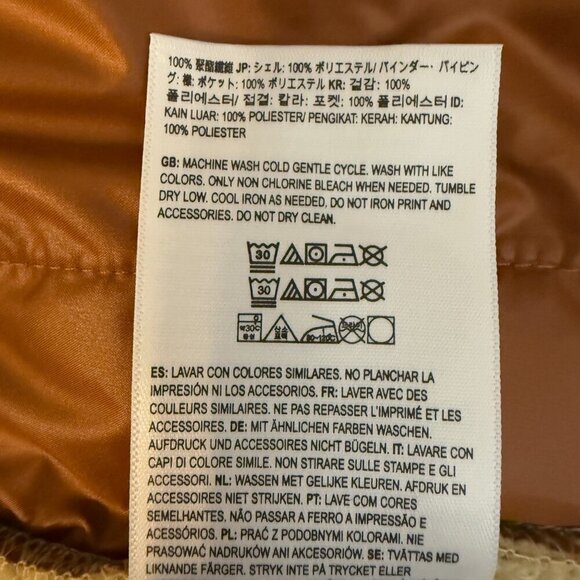 100% 聚酯纖維 JP: シェル: 100% ポリエステル/ バインダー・パイピン
グ: 襟: ポケット: 100% ポリエステル KR: 겉감: 100%
폴리에스터/ 접결: 칼라: 포켓: 100% 폴리에스터 ID:
KAIN LUAR: 100% POLIESTER/ PENGIKAT: KERAH: KANTUNG:
100% POLIESTER
GB: MACHINE WASH COLD GENTLE CYCLE. WASH WITH LIKE
COLORS. ONLY NON CHLORINE BLEACH WHEN NEEDED. TUMBLE
DRY LOW. COOL IRON AS NEEDED, DO NOT IRON PRINT AND
ACCESSORIES. DO NOT DRY CLEAN.
30
30
약30℃ 80~120℃
ES: LAVAR CON COLORES SIMILARES. NO PLANCHAR LA
IMPRESIÓN NI LOS ACCESORIOS. FR: LAVER AVEC DES
COULEURS SIMILAIRES. NE PAS REPASSER L'IMPRIMÉ ET LES
ACCESSOIRES. DE: MIT ÄHNLICHEN FARBEN WASCHEN.
AUFDRUCK UND ACCESSOIRES NICHT BÜGELN. IT: LAVARE CON
CAPI DI COLORE SIMILE. NON STIRARE SULLE STAMPE E GLI
ACCESSORI. NL: WASSEN MET GELIJKE KLEUREN. AFDRUK EN
ACCESSOIRES NIET STRIJKEN. PT: LAVE COM CORES
SEMELHANTES. NÃO PASSAR A FERRO A IMPRESSÃO E
ACESSÓRIOS. PL: PRAĆ Z PODOBNYMI KOLORAMI. NIE
PRASOWAĆ NADRUKÓW ANI AKCESORIÓW. SE: TVÄTTAS MED
LIKNANDE FÄRGER. STRYK INTE PÅ TRYCKET ELLER